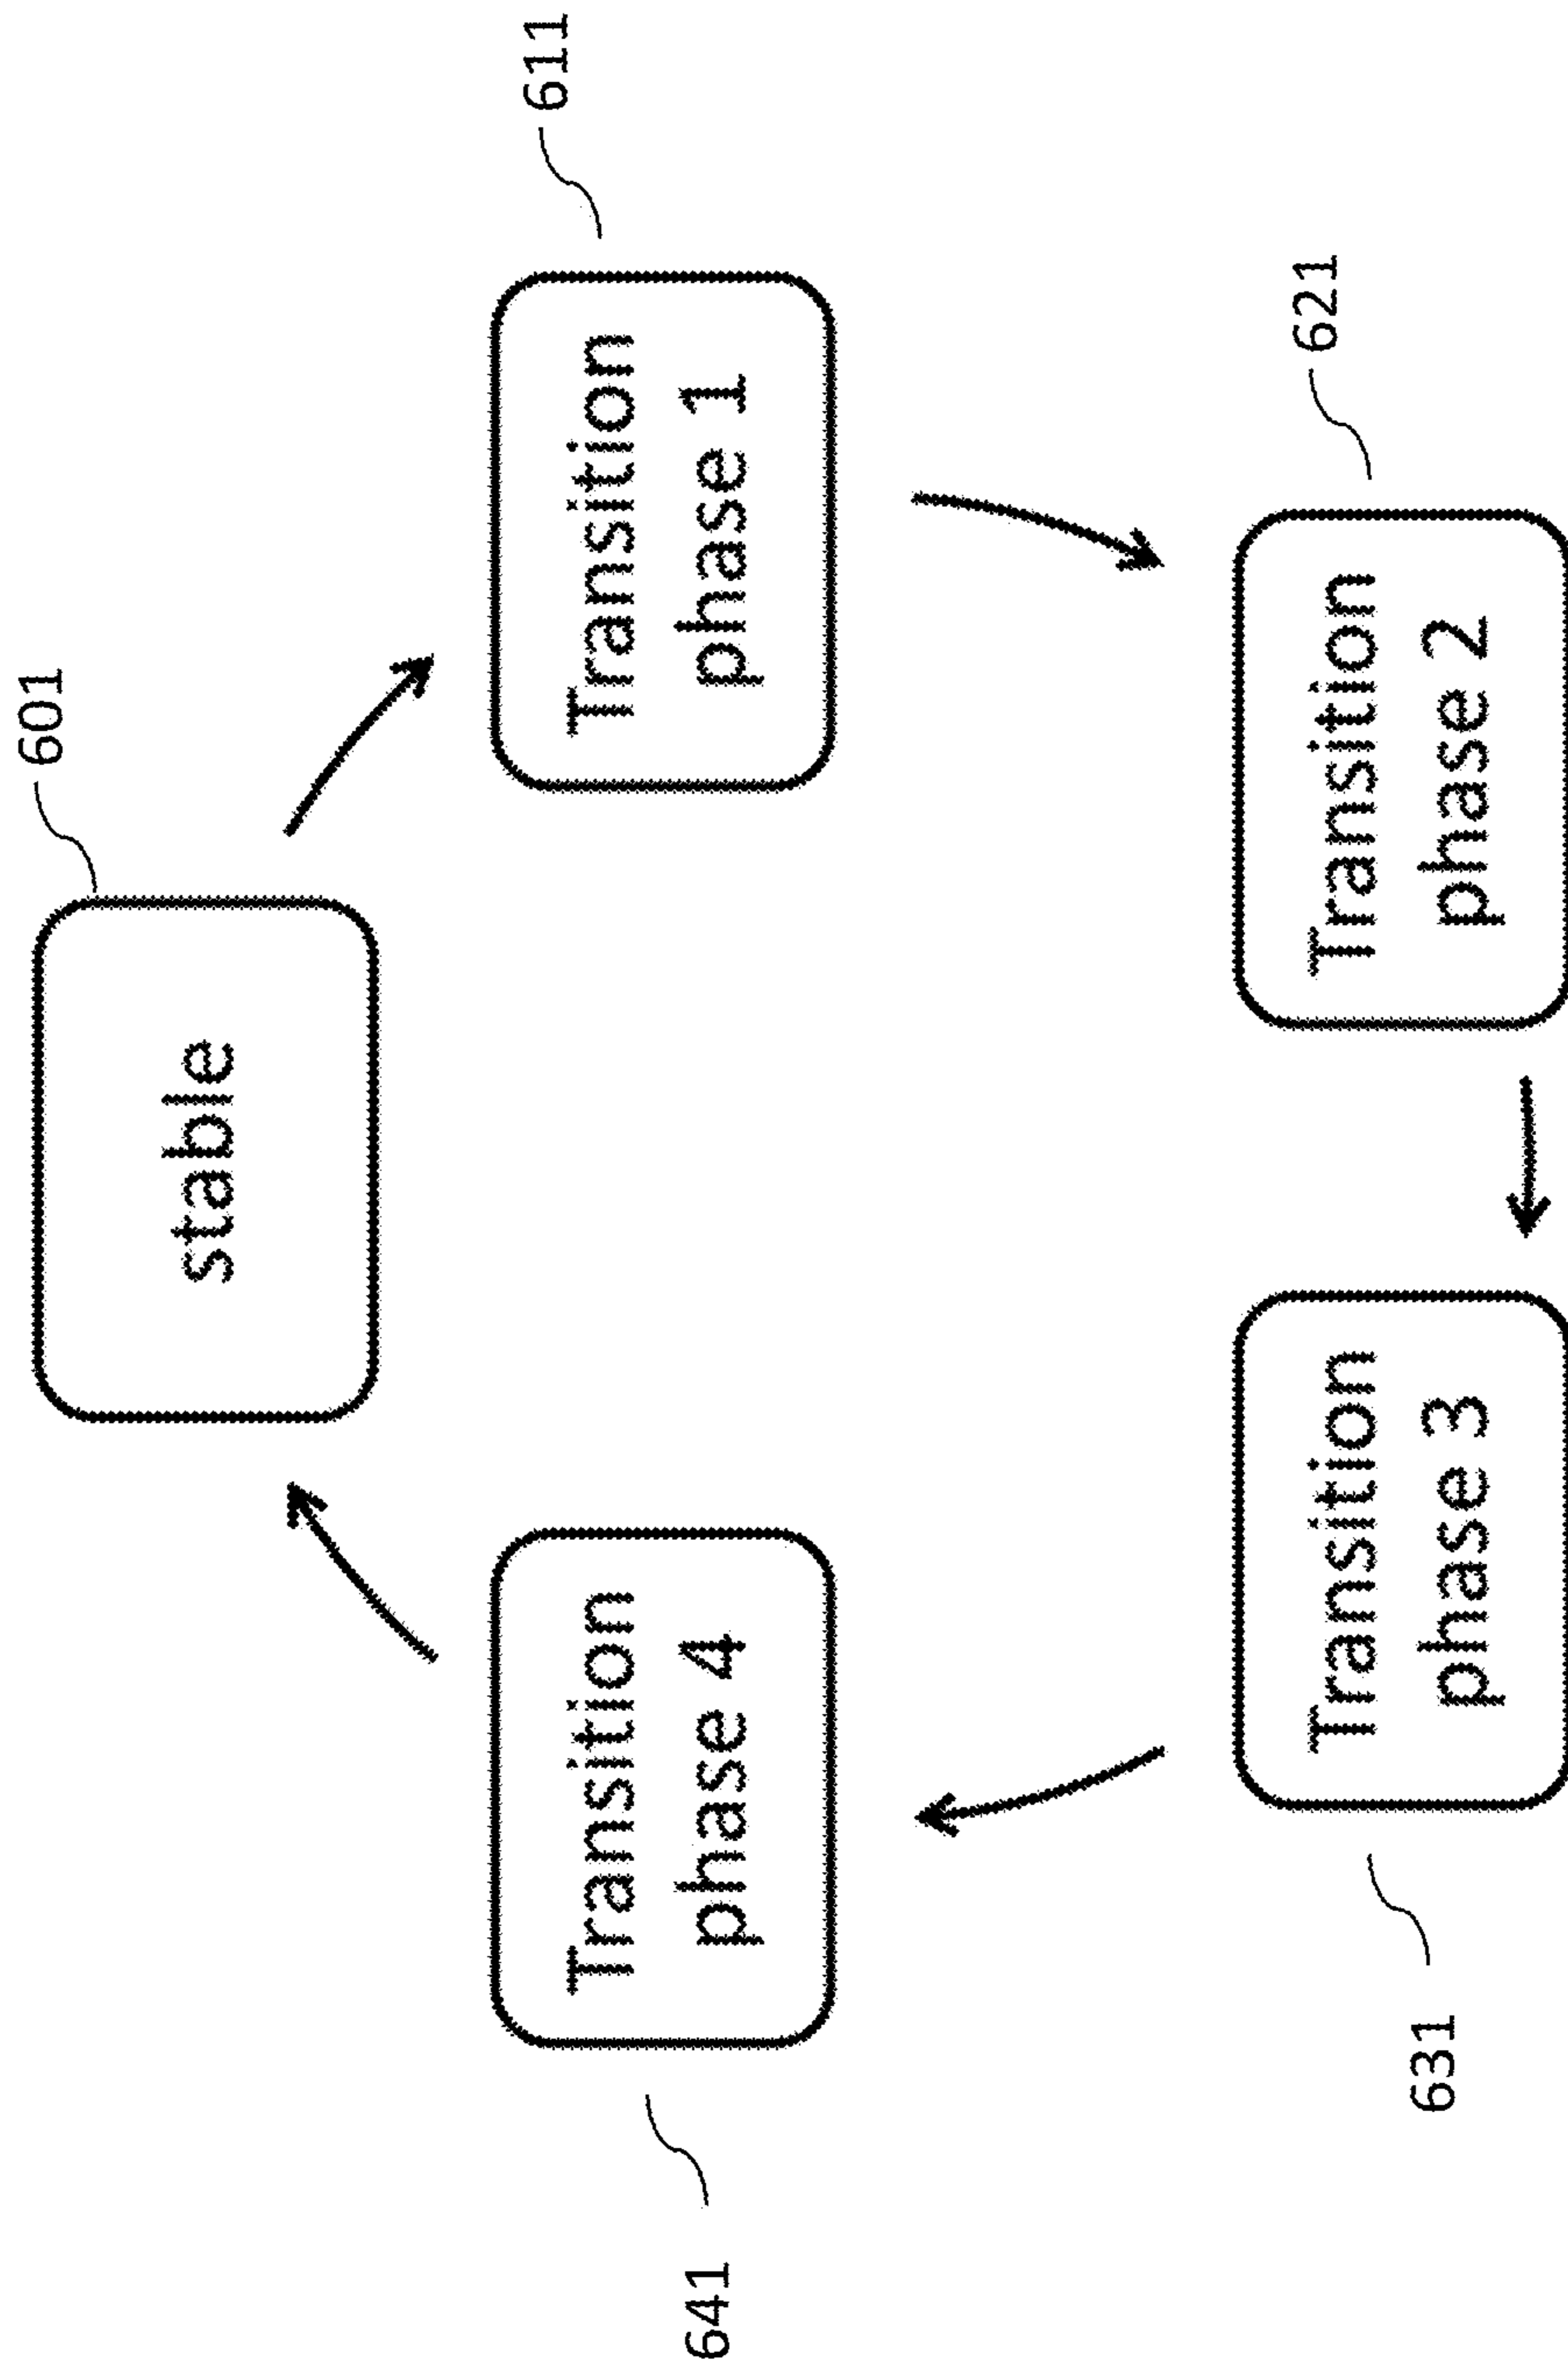 601
stable
611
Transition
phase 1
621
Transition
phase 2
631
Transition
phase 3
641
Transition
phase 4